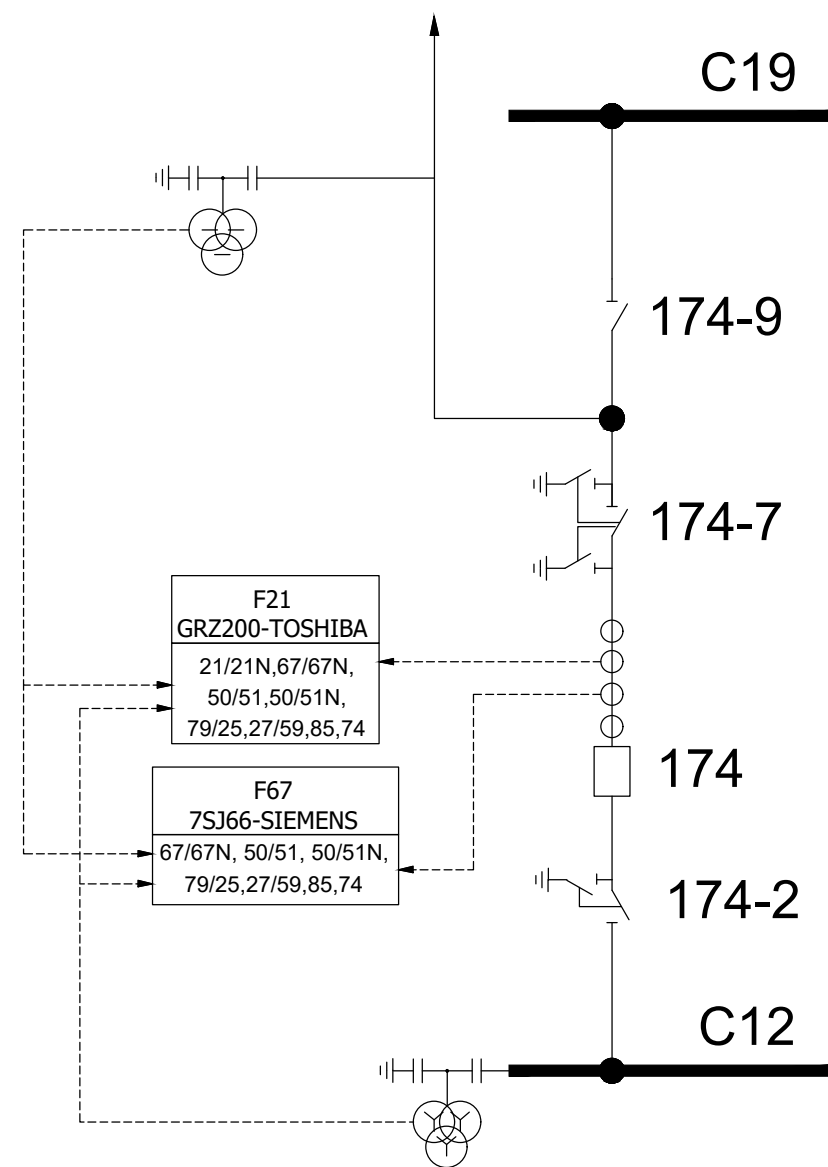 C19
174-9
174-7
F21
GRZ200-TOSHIBA
21/21N,67/67N,
50/51,50/51N,
79/25,27/59,85,74
174
F67
7SJ66-SIEMENS
67/67N, 50/51, 50/51N,
79/25,27/59,85,74
174-2
C12